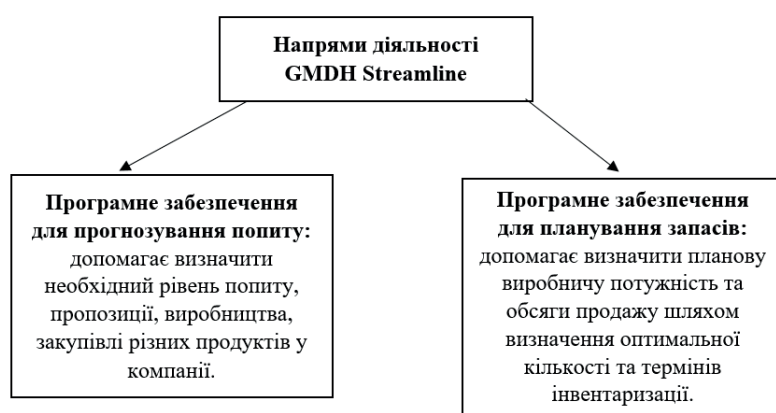 Напрями діяльності
GMDH Streamline
Програмне забезпечення
для прогнозування попиту:
допомагає визначити
необхідний рівень попиту,
пропозиції, виробництва,
закупівлі різних продуктів у
компанії.
Програмне забезпечення
для планування запасів:
допомагає визначити планову
виробничу потужність та
обсяги продажу шляхом
визначення оптимальної
кількості та термінів
інвентаризації.